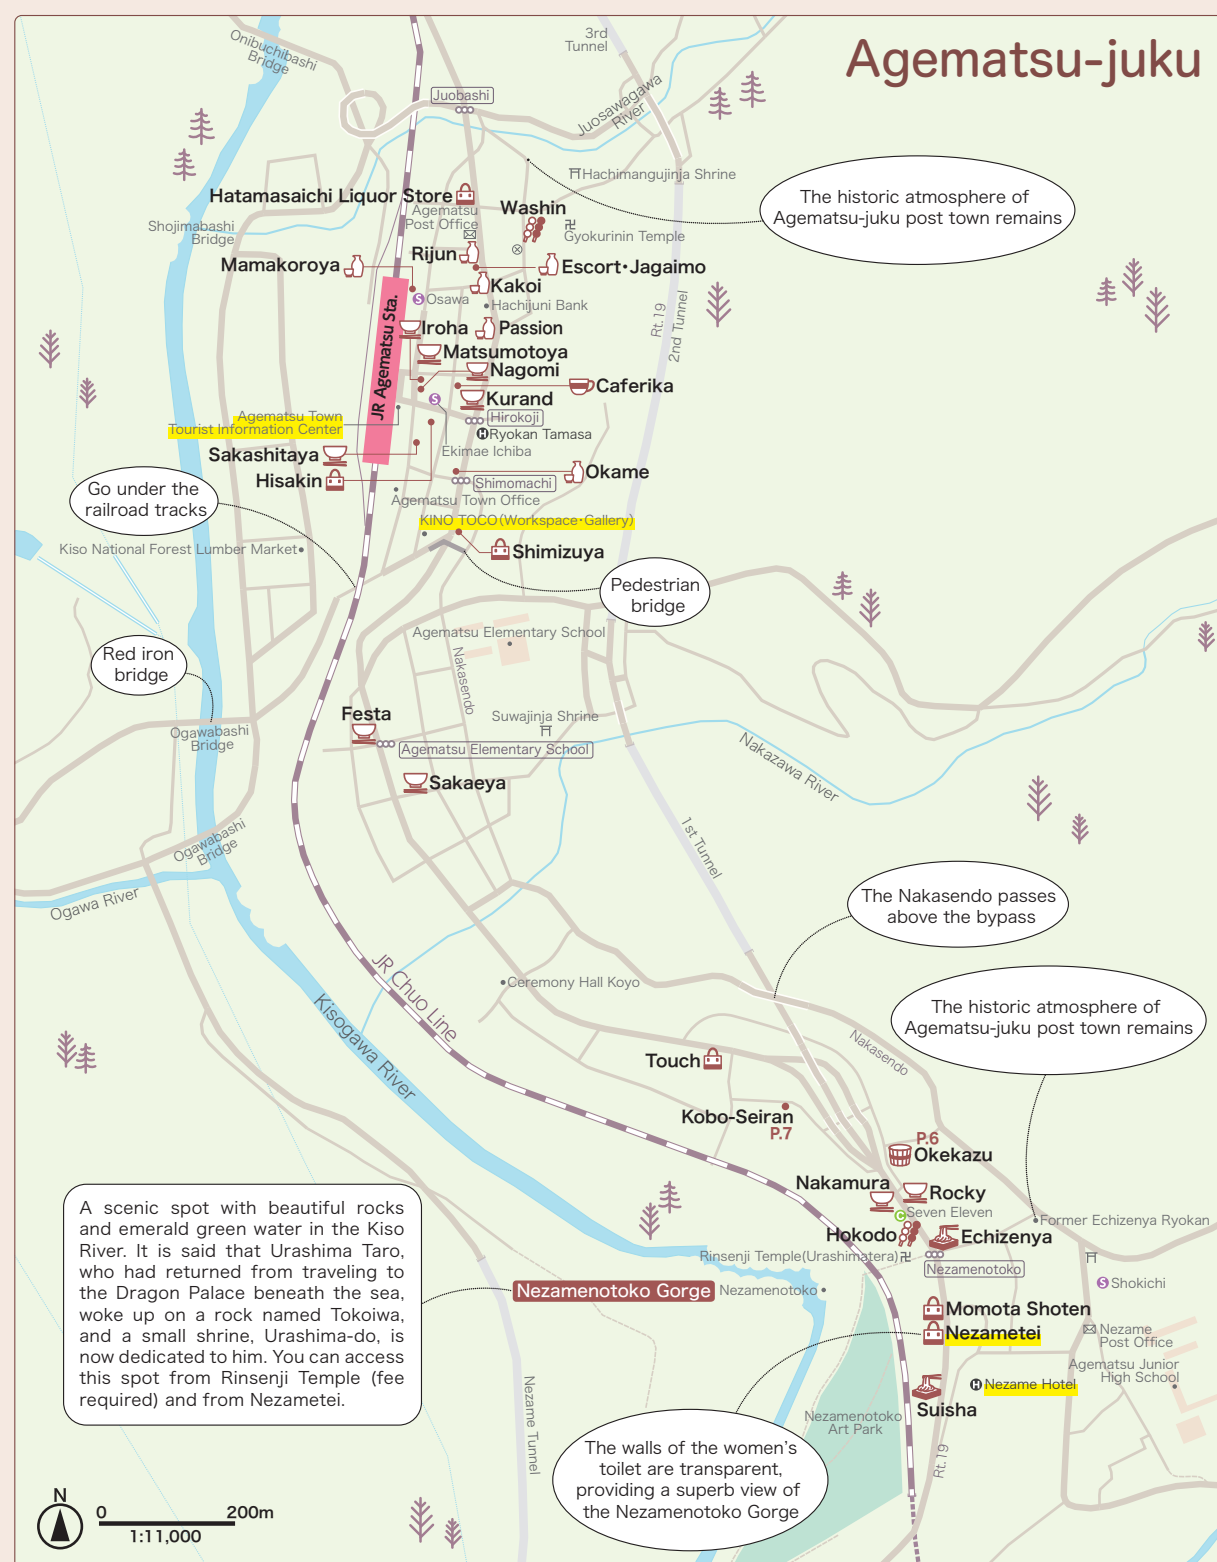 Agematsu-juku
3rd
Tunnel
Onibuchibashi
Bridge
Juobashi
Juosawagawa
River
Hachimangujinja Shrine
The historic atmosphere of
Agematsu-juku post town remains
Hatamasaichi Liquor Store
Agematsu
Post Office
Washin
Gyokurinin Temple
Shojimabashi
Bridge
Rijun
Mamakoroya
Escort・Jagaimo
Kakoi
S Osawa
Hachijuni Bank
JR Agematsu Sta.
Iroha
Passion
Rt.19
2nd Tunnel
Matsumotoya
Nagomi
Caferika
Kurand
S
Agematsu Town
Tourist Information Center
Hirokoji
H Ryokan Tamasa
Ekimae Ichiba
Sakashitaya
Hisakin
Okame
Shimomachi
Go under the
railroad tracks
Agematsu Town Office
KINO TOCO(Workspace・Gallery)
Kiso National Forest Lumber Market
Shimizuya
Pedestrian
bridge
Agematsu Elementary School
Red iron
bridge
Nakasendo
Festa
Suwajinja Shrine
Ogawabashi
Bridge
Agematsu Elementary School
Nakazawa River
Sakaeya
Ogawabashi
Bridge
1st Tunnel
Ogawa River
The Nakasendo passes
above the bypass
JR Chuo Line
Ceremony Hall Koyo
Kisogawa River
The historic atmosphere of
Agematsu-juku post town remains
Nakasendo
Touch
Kobo-Seiran
P.7
P.6
Okekazu
Nakamura
Rocky
C Seven Eleven
Hokodo
Echizenya
Former Echizenya Ryokan
Rinsenji Temple(Urashimatera)
Nezamenotoko
S Shokichi
A scenic spot with beautiful rocks
and emerald green water in the Kiso
River. It is said that Urashima Taro,
who had returned from traveling to
the Dragon Palace beneath the sea,
woke up on a rock named Tokoiwa,
and a small shrine, Urashima-do, is
now dedicated to him. You can access
this spot from Rinsenji Temple (fee
required) and from Nezametei.
Nezamenotoko Gorge
Nezamenotoko
Momota Shoten
Nezametei
Nezame
Post Office
Agematsu Junior
High School
H Nezame Hotel
Suisha
Nezame Tunnel
Nezamenotoko
Art Park
Rt.19
The walls of the women's
toilet are transparent,
providing a superb view of
the Nezamenotoko Gorge
N
0 200m
1:11,000